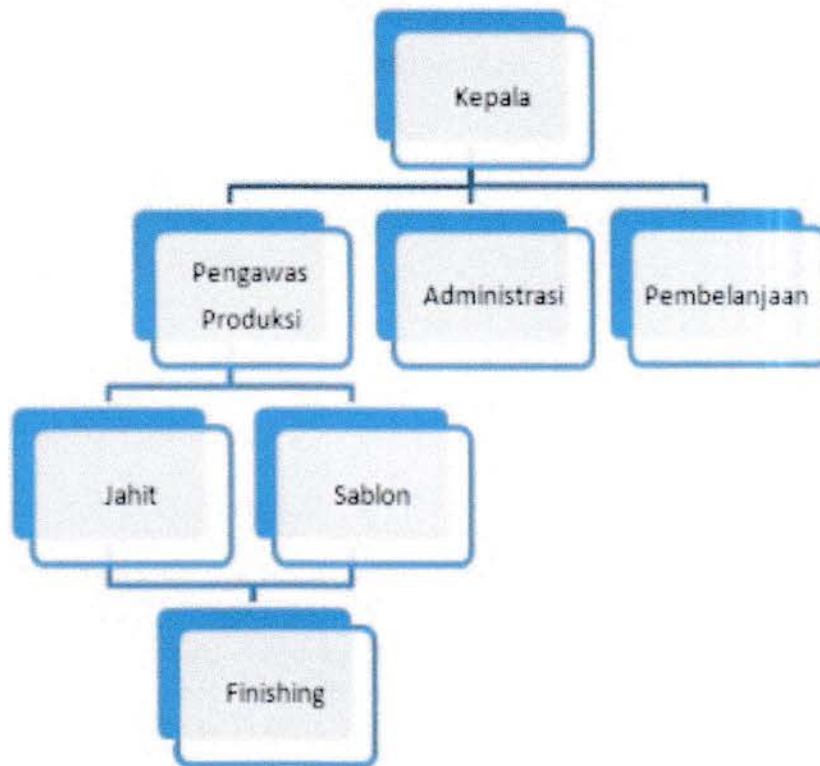 Kepala
Pengawas
Produksi
Administrasi
Pembelanjaan
Jahit
Sablon
Finishing